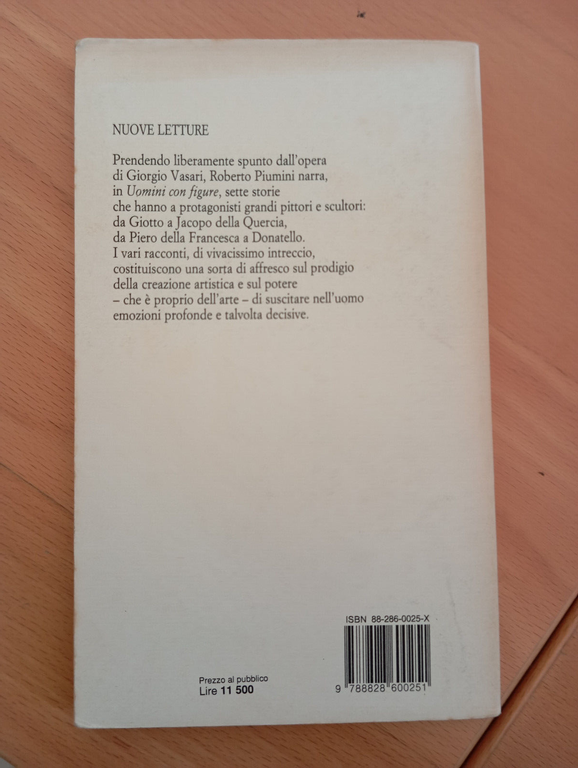 NUOVE LETTURE
Prendendo liberamente spunto dall'opera
di Giorgio Vasari, Roberto Piumini narra,
in Uomini con figure, sette storie
che hanno a protagonisti grandi pittori e scultori:
da Giotto a Jacopo della Quercia,
da Piero della Francesca a Donatello.
I vari racconti, di vivacissimo intreccio,
costituiscono una sorta di affresco sul prodigio
della creazione artistica e sul potere
– che è proprio dell'arte – di suscitare nell'uomo
emozioni profonde e talvolta decisive.
ISBN 88-286-0025-X
Prezzo al pubblico
Lire 11 500
9 788828 600251